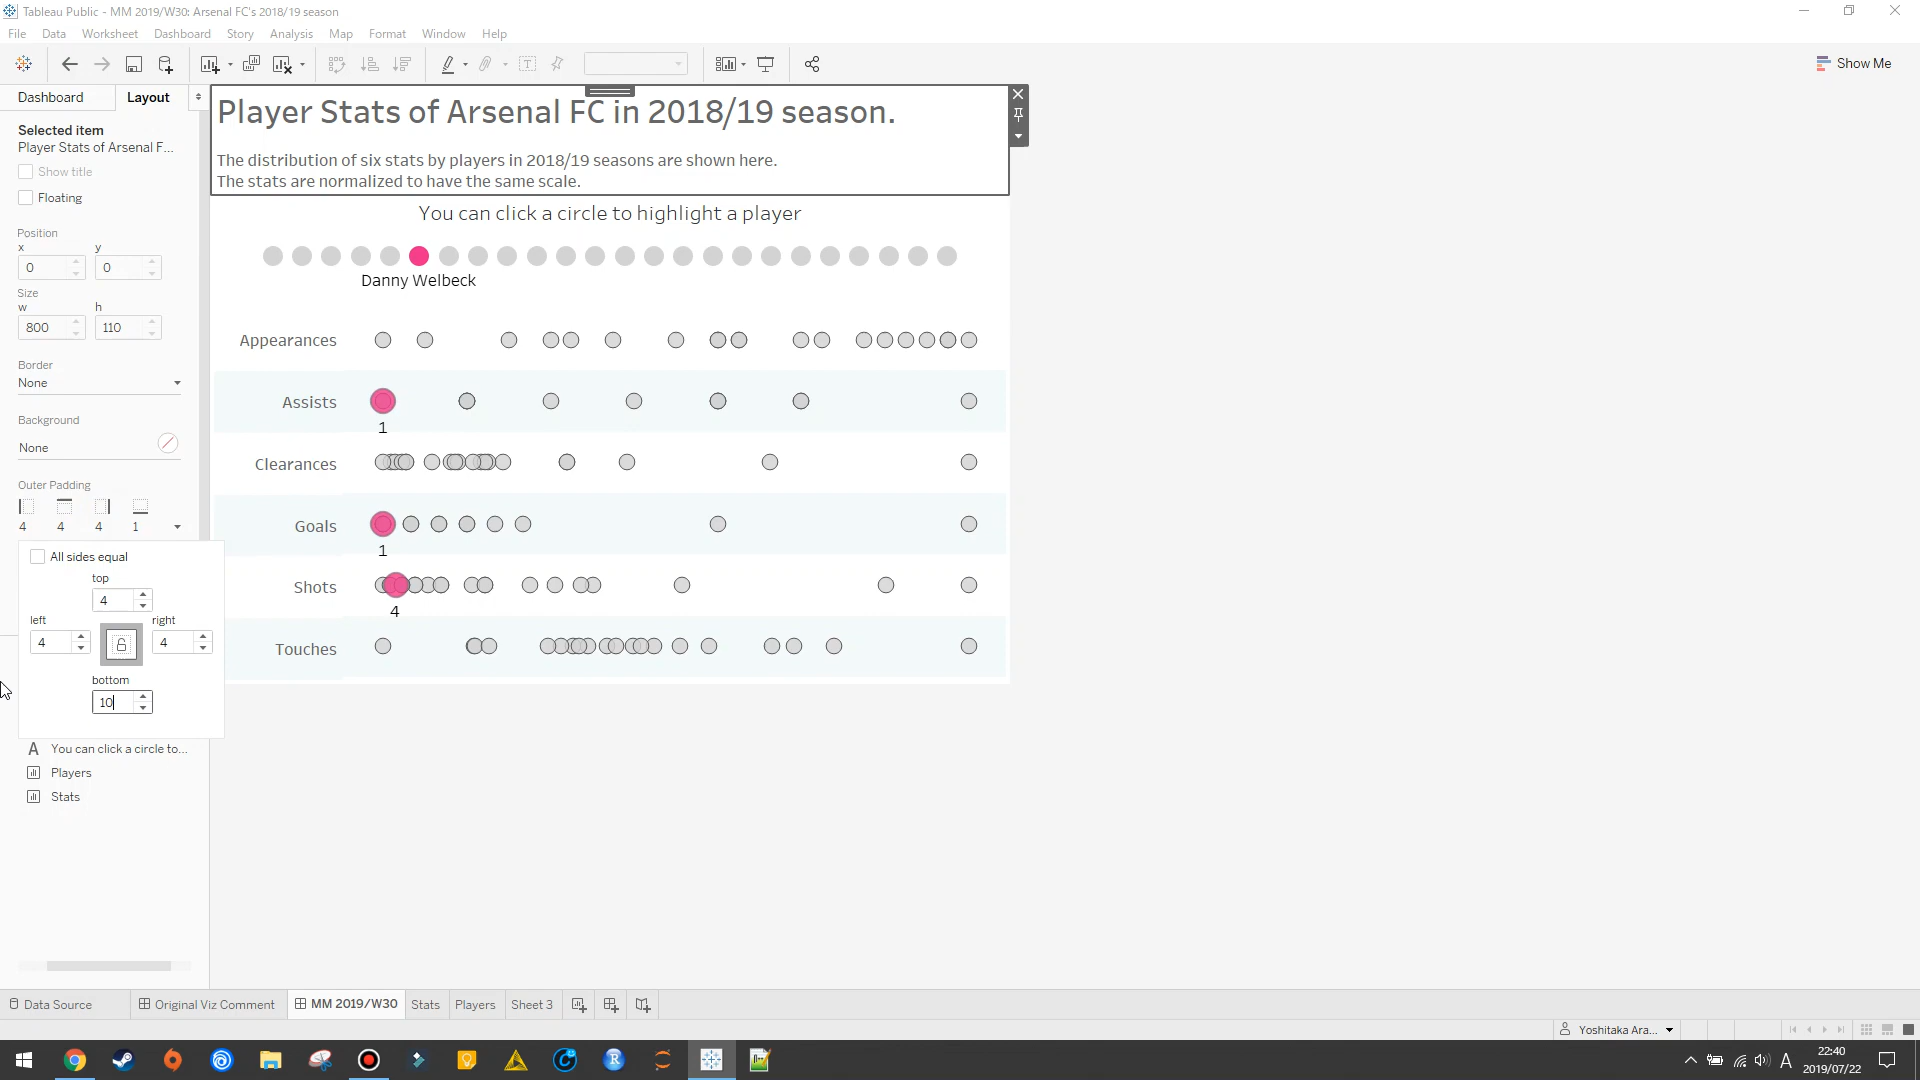 Tableau Public - MM 2019/W30: Arsenal FC's 2018/19 season
File Data Worksheet Dashboard Story Analysis Map Format Window Help
Show Me
Dashboard Layout
Selected item
Player Stats of Arsenal F...
Show title
Floating
Position
x y
0 0
Size
w h
800 110
Border
None
Background
None
Outer Padding
4 4 4 1
All sides equal
top
4
left right
4 4
bottom
10
You can click a circle to...
Players
Stats
Player Stats of Arsenal FC in 2018/19 season.
The distribution of six stats by players in 2018/19 seasons are shown here.
The stats are normalized to have the same scale.
You can click a circle to highlight a player
Danny Welbeck
Appearances
Assists
1
Clearances
Goals
1
Shots
4
Touches
Data Source Original Viz Comment MM 2019/W30 Stats Players Sheet 3
Yoshitaka Ara...
A
22:40
2019/07/22